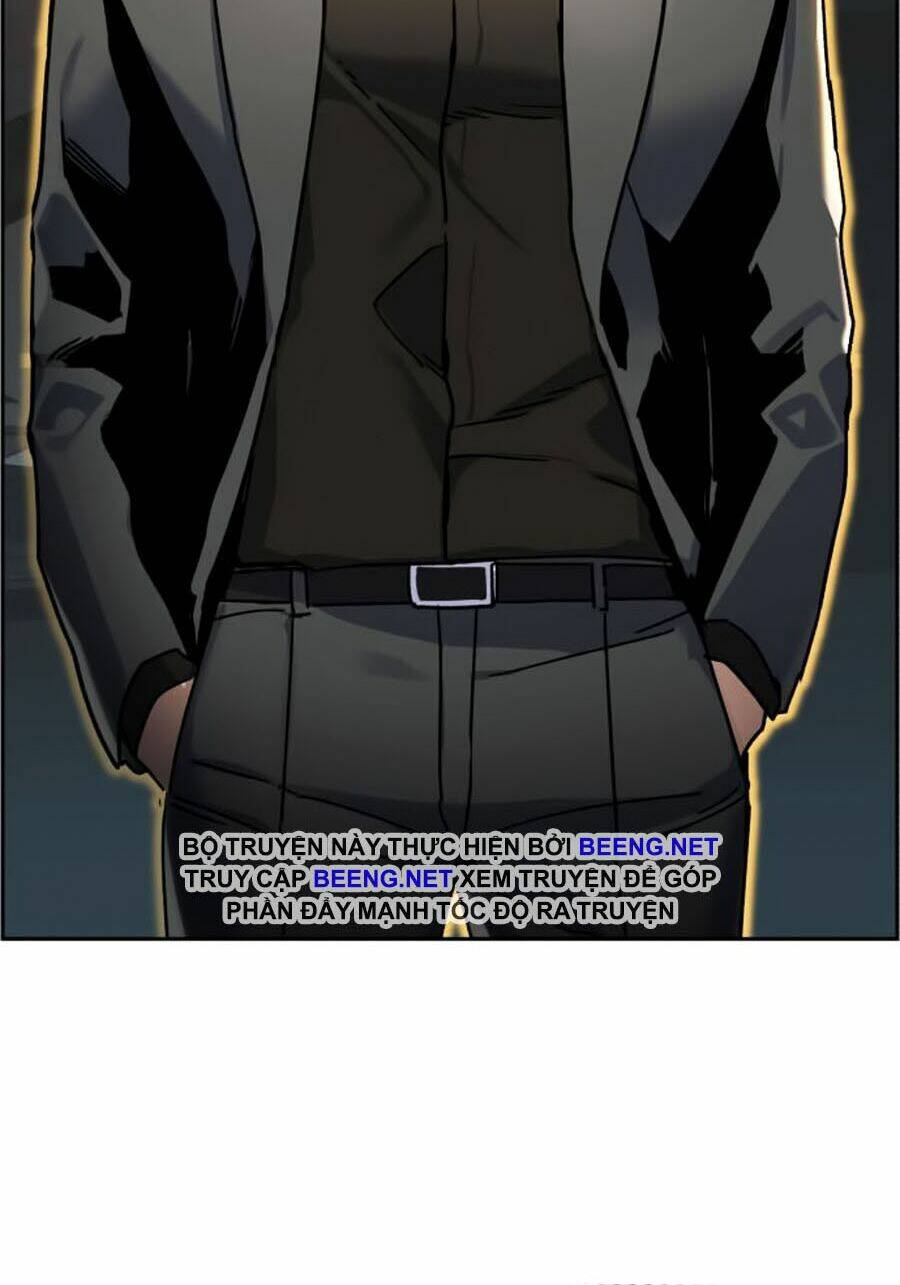 BỘ TRUYỆN NÀY THỰC HIỆN BỞI BEENG.NET
TRUY CẬP BEENG.NET XEM TRUYỆN ĐỂ GÓP
PHẦN ĐẨY MẠNH TỐC ĐỘ RA TRUYỆN